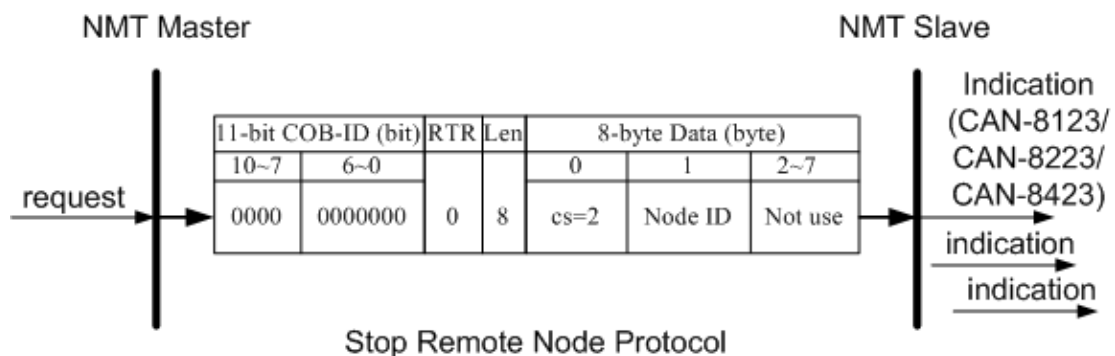 NMT Master
NMT Slave
Indication
(CAN-8123/
CAN-8223/
CAN-8423)
request
11-bit COB-ID (bit) RTR Len 8-byte Data (byte)
10~7 6~0 0 1 2~7
0000 0000000 0 8 cs=2 Node ID Not use
indication
indication
Stop Remote Node Protocol